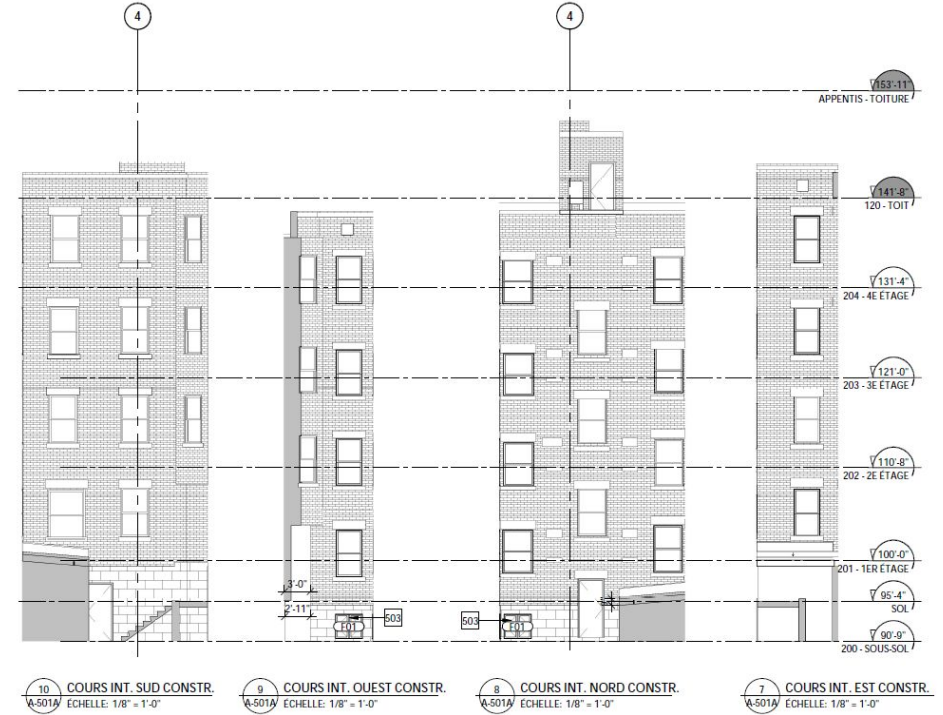 4
4
153'-11"
APPENTIS - TOITURE
141'-8"
120 - TOIT
131'-4"
204 - 4E ÉTAGE
121'-0"
203 - 3E ÉTAGE
110'-8"
202 - 2E ÉTAGE
100'-0"
201 - 1ER ÉTAGE
3'-0"
95'-4"
SOL
2'-11"
F01
503
503
F01
90'-9"
200 - SOUS-SOL
10
A-501A
COURS INT. SUD CONSTR.
ÉCHELLE: 1/8" = 1'-0"
9
A-501A
COURS INT. OUEST CONSTR.
ÉCHELLE: 1/8" = 1'-0"
8
A-501A
COURS INT. NORD CONSTR.
ÉCHELLE: 1/8" = 1'-0"
7
A-501A
COURS INT. EST CONSTR.
ÉCHELLE: 1/8" = 1'-0"